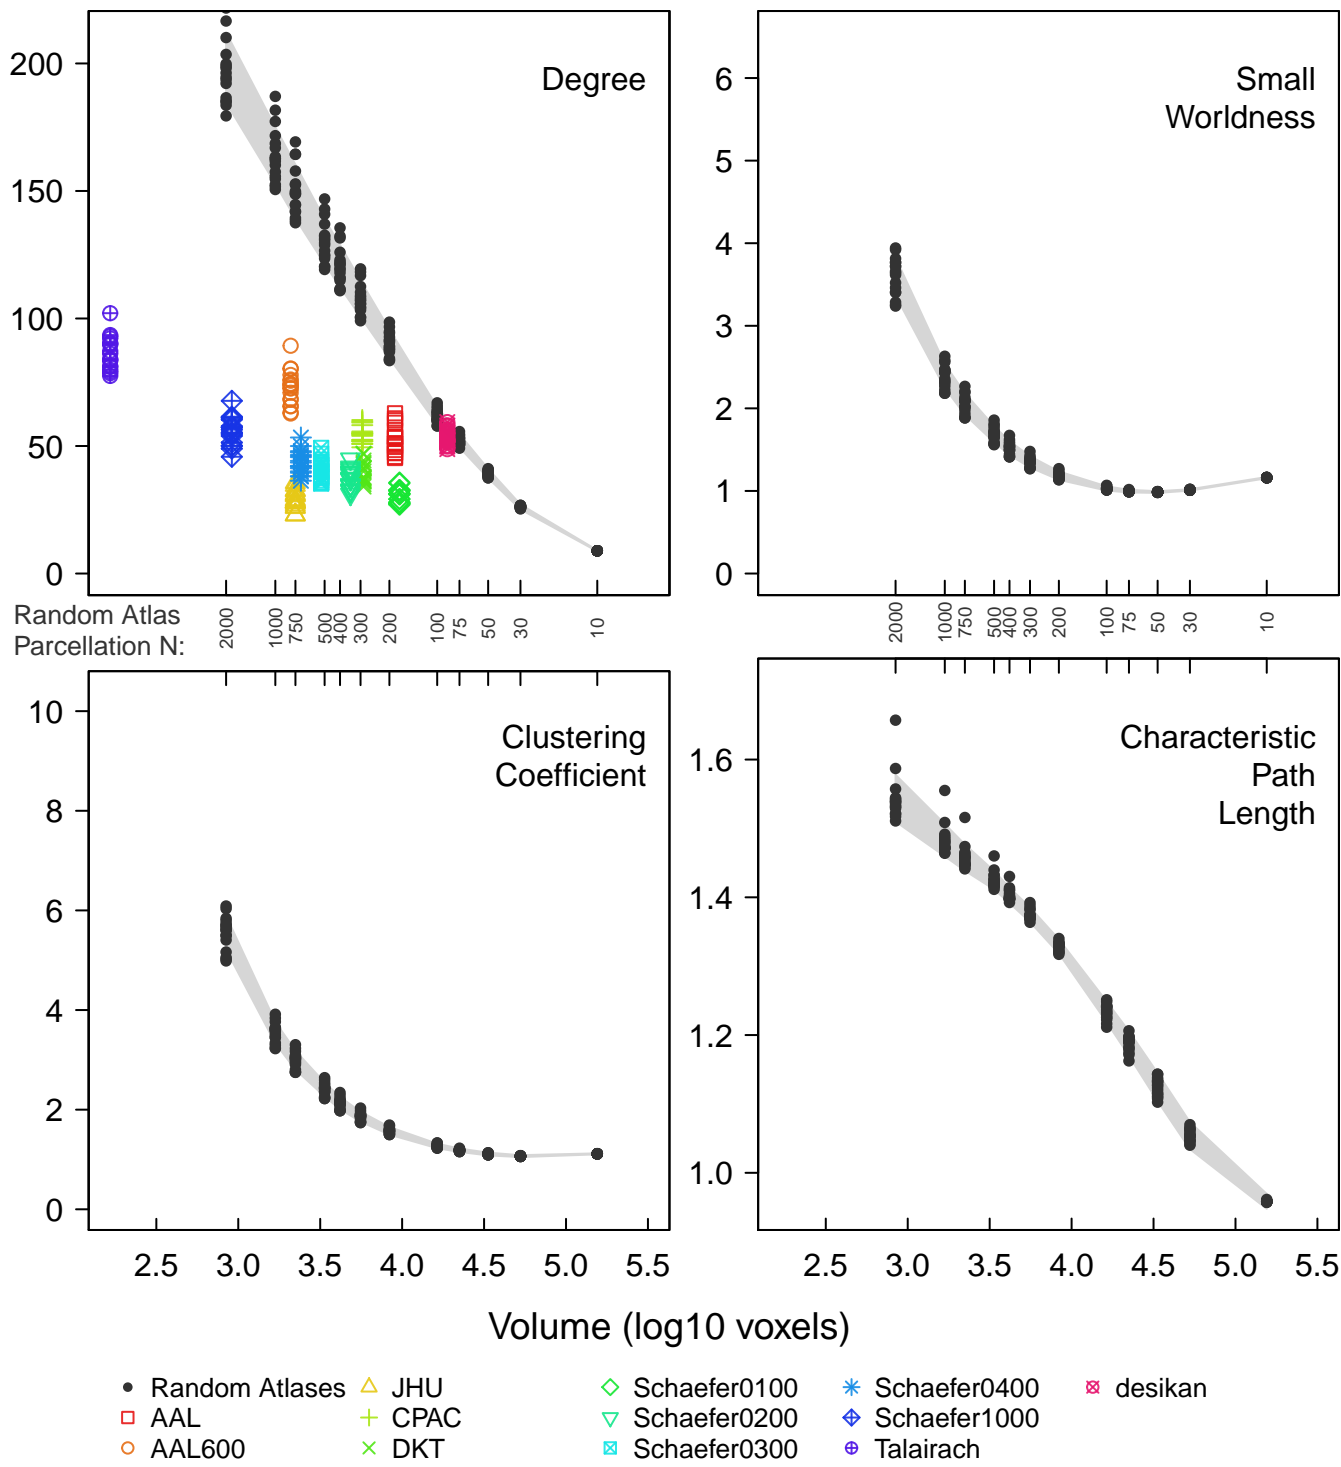 Degree
200
150
100
50
0
Small
Worldness
6
5
4
3
2
1
0
Random Atlas
Parcellation N:
2000
1000
750
500
400
300
200
100
75
50
30
10
2000
1000
750
500
400
300
200
100
75
50
30
10
Clustering
Coefficient
10
8
6
4
2
0
Characteristic
Path
Length
1.6
1.4
1.2
1.0
2.5 3.0 3.5 4.0 4.5 5.0 5.5
2.5 3.0 3.5 4.0 4.5 5.0 5.5
Volume (log10 voxels)
Random Atlases JHU Schaefer0100 Schaefer0400 desikan
AAL CPAC Schaefer0200 Schaefer1000
AAL600 DKT Schaefer0300 Talairach